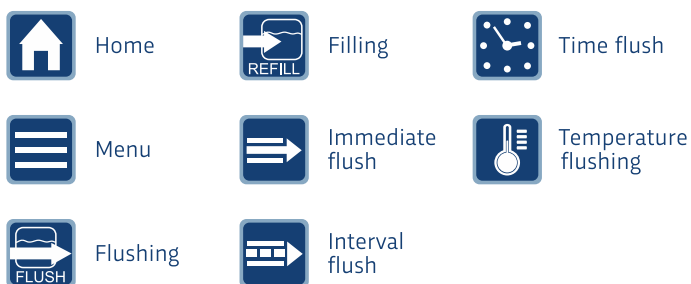 Home
REFILL
Filling
Time flush
Menu
Immediate
flush
Temperature
flushing
FLUSH
Flushing
Interval
flush